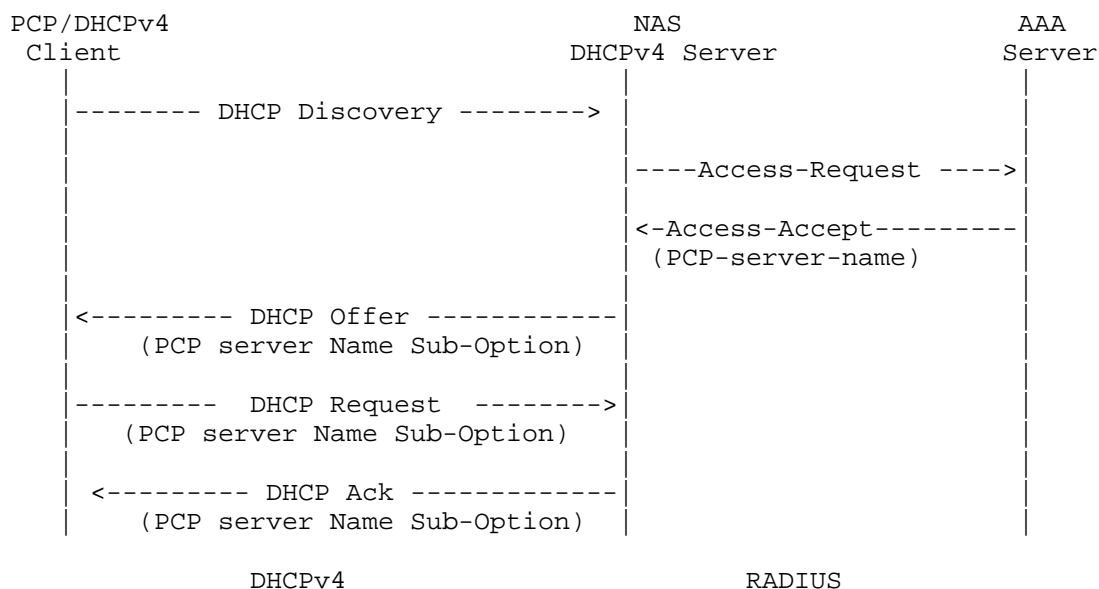 PCP/DHCPv4 NAS AAA
Client DHCPv4 Server Server
-------- DHCP Discovery -------->
----Access-Request ---->
<-Access-Accept---------
(PCP-server-name)
<--------- DHCP Offer ------------
(PCP server Name Sub-Option)
--------- DHCP Request -------->
(PCP server Name Sub-Option)
<--------- DHCP Ack -------------
(PCP server Name Sub-Option)
DHCPv4 RADIUS